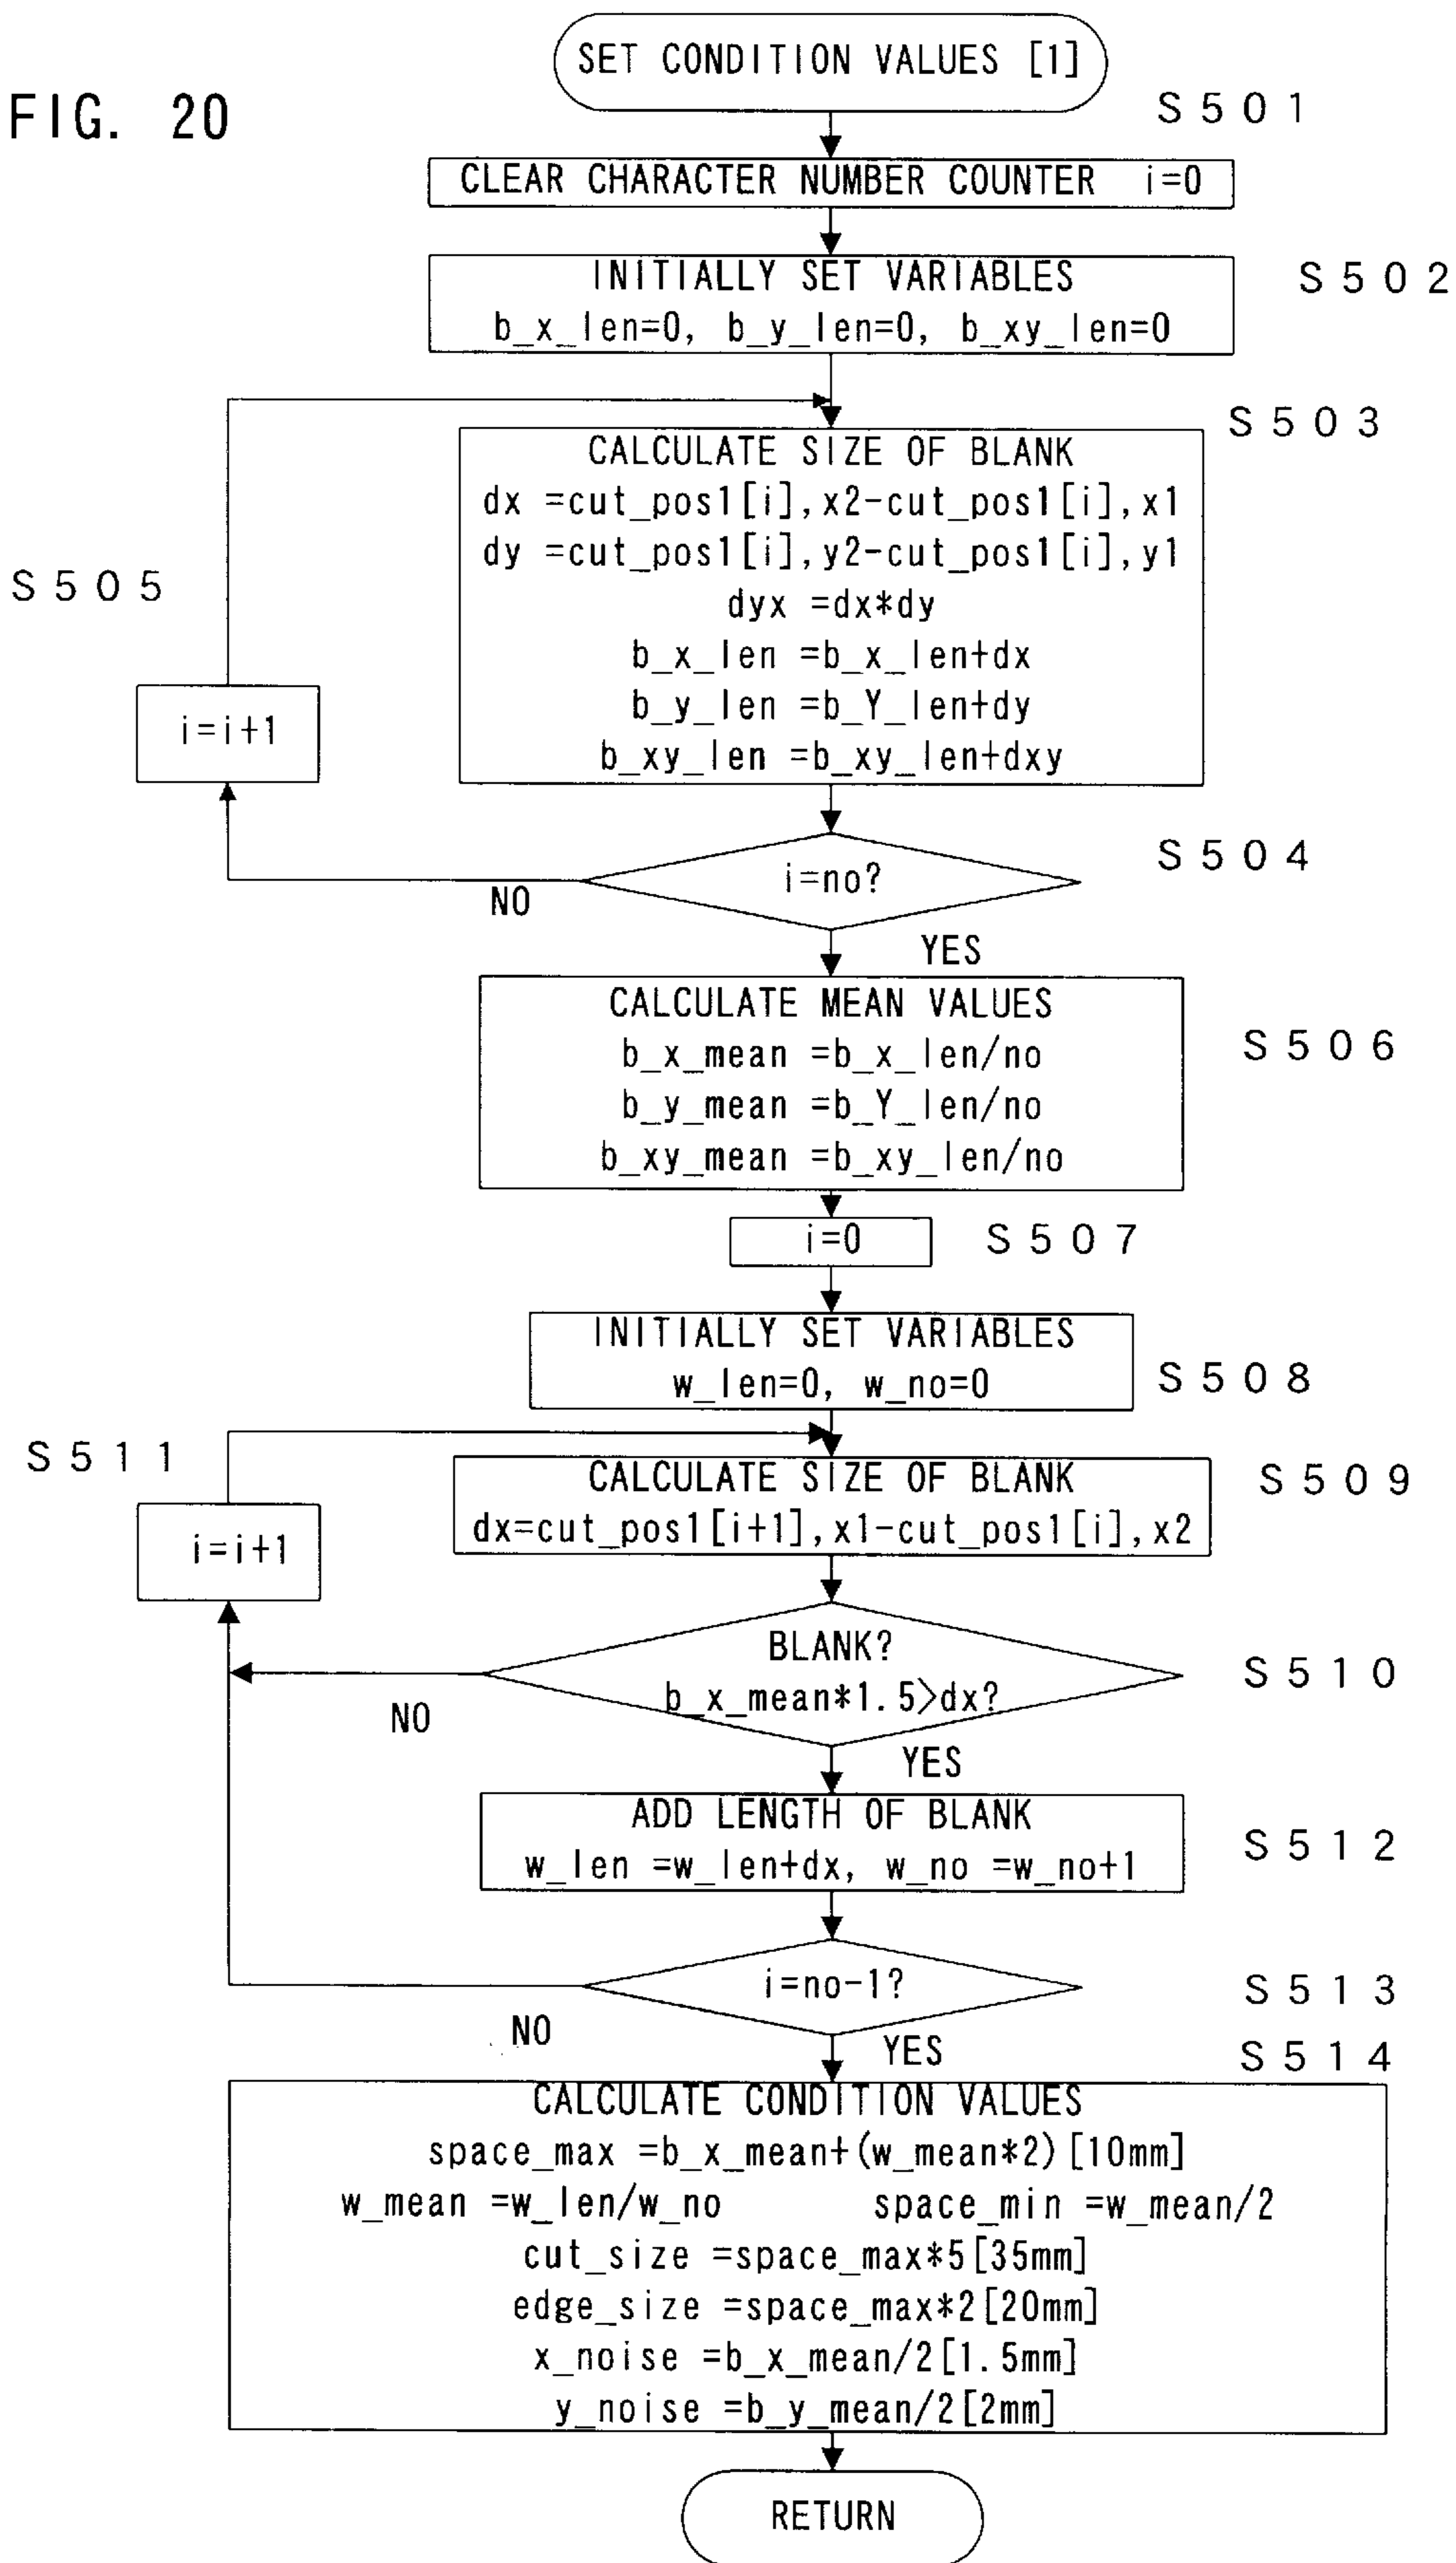 SET CONDITION VALUES [1]
FIG. 20
S501
CLEAR CHARACTER NUMBER COUNTER i=0
INITIALLY SET VARIABLES
S502
b_x_len=0, b_y_len=0, b_xy_len=0
S503
CALCULATE SIZE OF BLANK
dx =cut_pos1[i],x2-cut_pos1[i],x1
dy =cut_pos1[i],y2-cut_pos1[i],y1
S505
dyx =dx*dy
b_x_len =b_x_len+dx
b_y_len =b_Y_len+dy
i=i+1
b_xy_len =b_xy_len+dxy
S504
i=no?
NO
YES
CALCULATE MEAN VALUES
S506
b_x_mean =b_x_len/no
b_y_mean =b_Y_len/no
b_xy_mean =b_xy_len/no
i=0
S507
INITIALLY SET VARIABLES
w_len=0, w_no=0
S508
S511
CALCULATE SIZE OF BLANK
S509
dx=cut_pos1[i+1],x1-cut_pos1[i],x2
i=i+1
BLANK?
S510
b_x_mean*1.5>dx?
NO
YES
ADD LENGTH OF BLANK
S512
w_len =w_len+dx, w_no =w_no+1
i=no-1?
S513
NO
YES
S514
CALCULATE CONDITION VALUES
space_max =b_x_mean+(w_mean*2)[10mm]
w_mean =w_len/w_no space_min =w_mean/2
cut_size =space_max*5[35mm]
edge_size =space_max*2[20mm]
x_noise =b_x_mean/2[1.5mm]
y_noise =b_y_mean/2[2mm]
RETURN